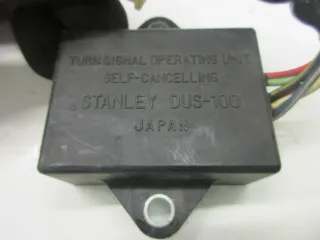 TURN SIGNAL OPERATING UNIT
SELF-CANCELLING
STANLEY DUS-100
JAPAN